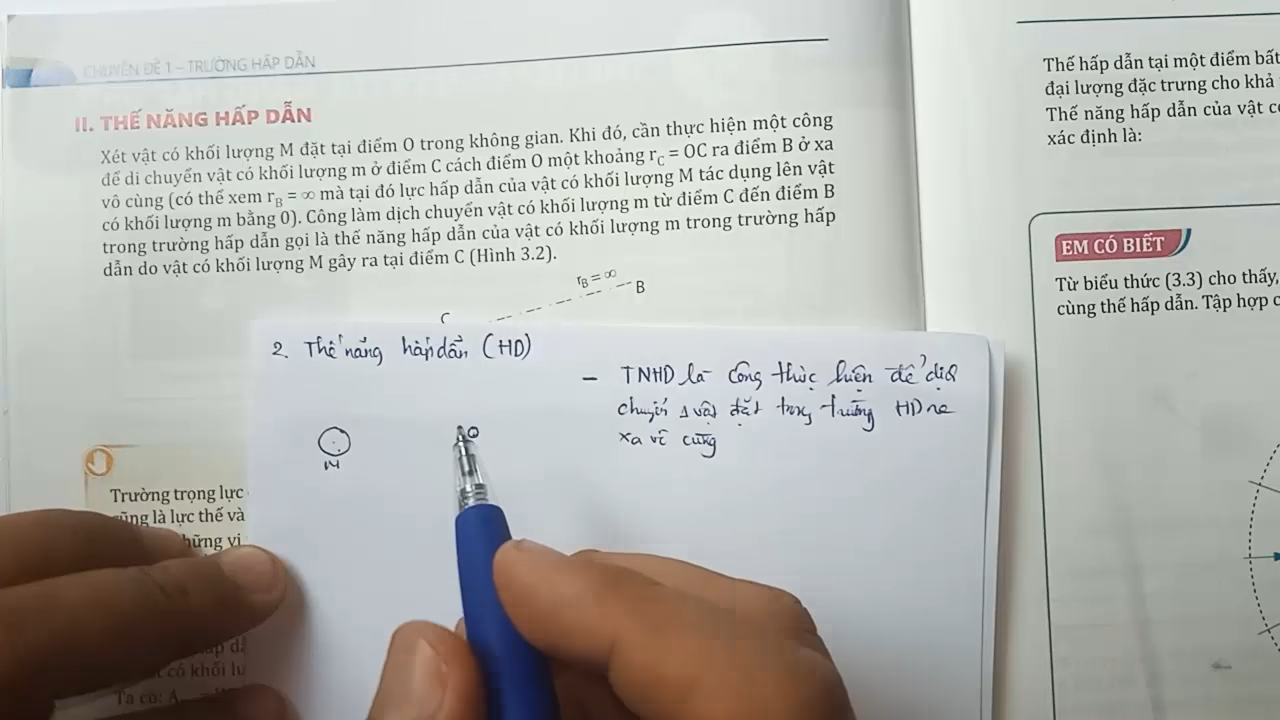 CHUYÊN ĐỀ 1 – TRƯỜNG HẤP DẪN
II. THẾ NĂNG HẤP DẪN
Xét vật có khối lượng M đặt tại điểm O trong không gian. Khi đó, cần thực hiện một công
để di chuyển vật có khối lượng m ở điểm C cách điểm O một khoảng r_C = OC ra điểm B ở xa
vô cùng (có thể xem r_B = ∞ mà tại đó lực hấp dẫn của vật có khối lượng M tác dụng lên vật
có khối lượng m bằng 0). Công làm dịch chuyển vật có khối lượng m từ điểm C đến điểm B
trong trường hấp dẫn gọi là thế năng hấp dẫn của vật có khối lượng m trong trường hấp
dẫn do vật có khối lượng M gây ra tại điểm C (Hình 3.2).
r_B = ∞
B
C
2. Thế năng hấp dẫn (HD)
M
– TNHD là công thực hiện để dịch
chuyển 1 vật đặt trong trường HD ra
xa vô cùng
Trường trọng lực
cũng là lực thế và
những vị
có khối lư
Ta có: A
Thế hấp dẫn tại một điểm bất
đại lượng đặc trưng cho khả
Thế năng hấp dẫn của vật có
xác định là:
EM CÓ BIẾT
Từ biểu thức (3.3) cho thấy,
cùng thế hấp dẫn. Tập hợp c